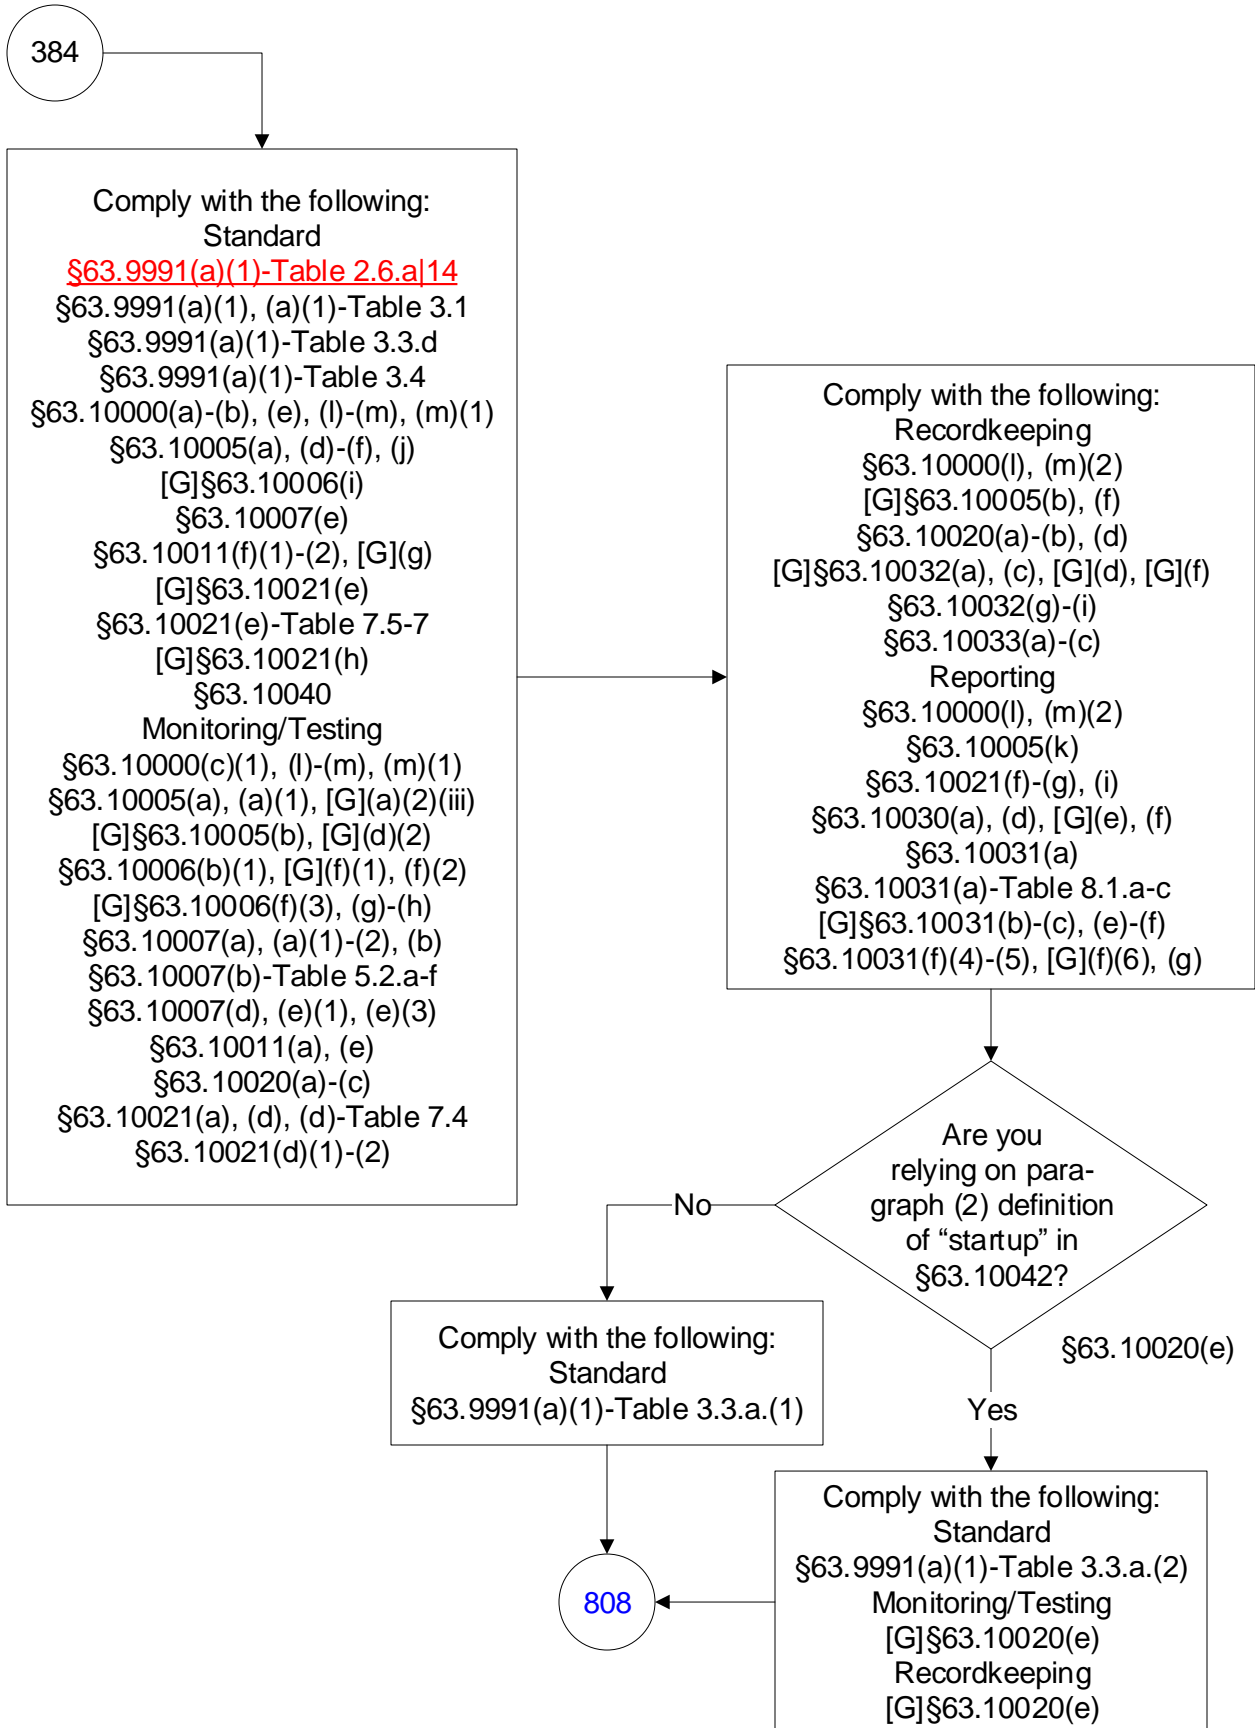 384
Comply with the following:
Standard
§63.9991(a)(1)-Table 2.6.a|14
§63.9991(a)(1), (a)(1)-Table 3.1
§63.9991(a)(1)-Table 3.3.d
§63.9991(a)(1)-Table 3.4
§63.10000(a)-(b), (e), (l)-(m), (m)(1)
§63.10005(a), (d)-(f), (j)
[G]§63.10006(i)
§63.10007(e)
§63.10011(f)(1)-(2), [G](g)
[G]§63.10021(e)
§63.10021(e)-Table 7.5-7
[G]§63.10021(h)
§63.10040
Monitoring/Testing
§63.10000(c)(1), (l)-(m), (m)(1)
§63.10005(a), (a)(1), [G](a)(2)(iii)
[G]§63.10005(b), [G](d)(2)
§63.10006(b)(1), [G](f)(1), (f)(2)
[G]§63.10006(f)(3), (g)-(h)
§63.10007(a), (a)(1)-(2), (b)
§63.10007(b)-Table 5.2.a-f
§63.10007(d), (e)(1), (e)(3)
§63.10011(a), (e)
§63.10020(a)-(c)
§63.10021(a), (d), (d)-Table 7.4
§63.10021(d)(1)-(2)
Comply with the following:
Recordkeeping
§63.10000(l), (m)(2)
[G]§63.10005(b), (f)
§63.10020(a)-(b), (d)
[G]§63.10032(a), (c), [G](d), [G](f)
§63.10032(g)-(i)
§63.10033(a)-(c)
Reporting
§63.10000(l), (m)(2)
§63.10005(k)
§63.10021(f)-(g), (i)
§63.10030(a), (d), [G](e), (f)
§63.10031(a)
§63.10031(a)-Table 8.1.a-c
[G]§63.10031(b)-(c), (e)-(f)
§63.10031(f)(4)-(5), [G](f)(6), (g)
Are you
relying on para-
graph (2) definition
of “startup” in
§63.10042?
§63.10020(e)
No
Comply with the following:
Standard
§63.9991(a)(1)-Table 3.3.a.(1)
Yes
Comply with the following:
Standard
§63.9991(a)(1)-Table 3.3.a.(2)
Monitoring/Testing
[G]§63.10020(e)
Recordkeeping
[G]§63.10020(e)
808